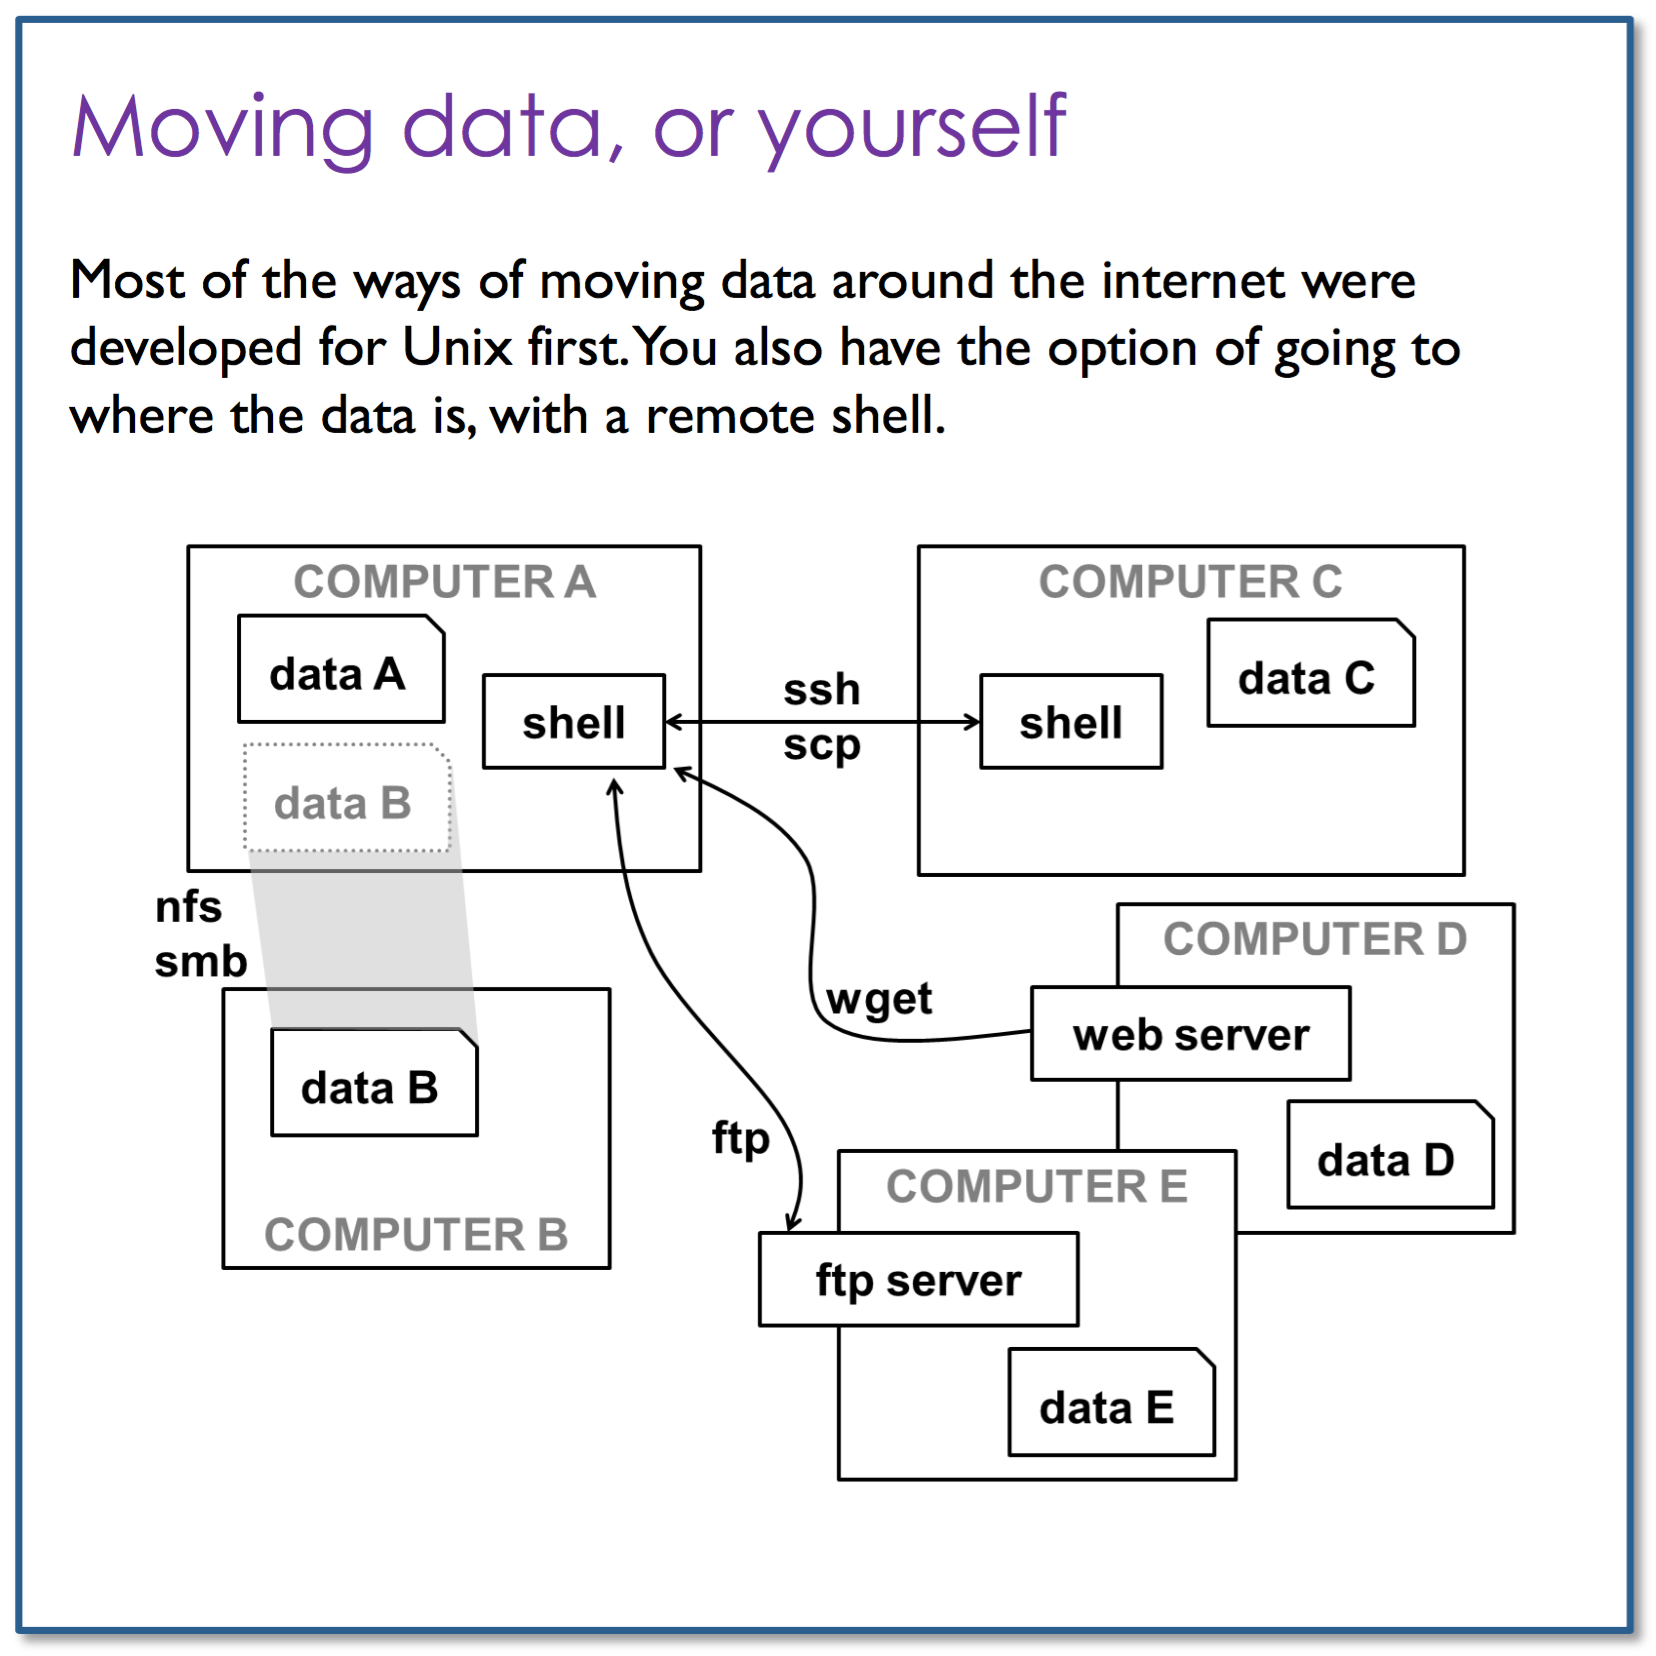 Moving data, or yourself
Most of the ways of moving data around the internet were
developed for Unix first. You also have the option of going to
where the data is, with a remote shell.
COMPUTER A
data A
shell
data B
ssh
scp
COMPUTER C
data C
shell
nfs
smb
data B
COMPUTER B
wget
COMPUTER D
web server
data D
ftp
COMPUTER E
ftp server
data E